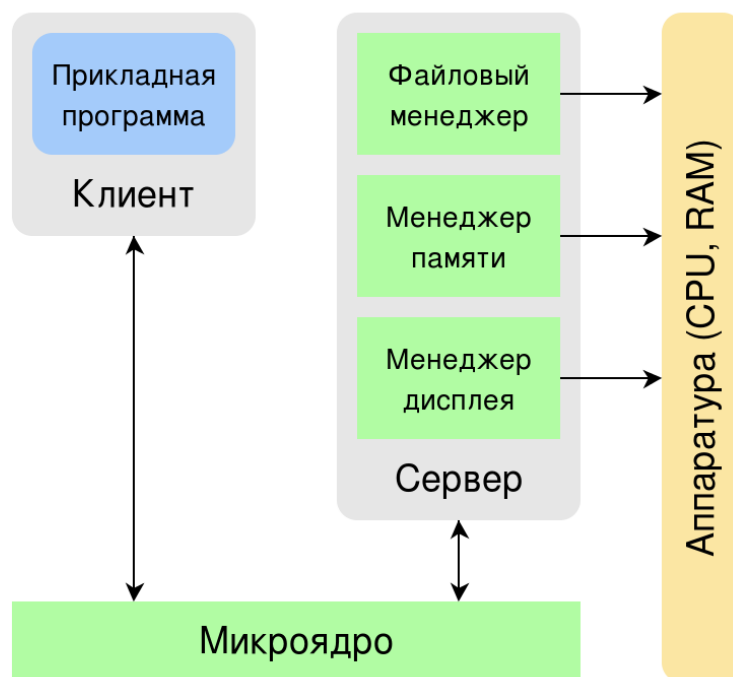 Прикладная
программа
Клиент
Файловый
менеджер
Менеджер
памяти
Менеджер
дисплея
Сервер
Микроядро
Аппаратура (CPU, RAM)